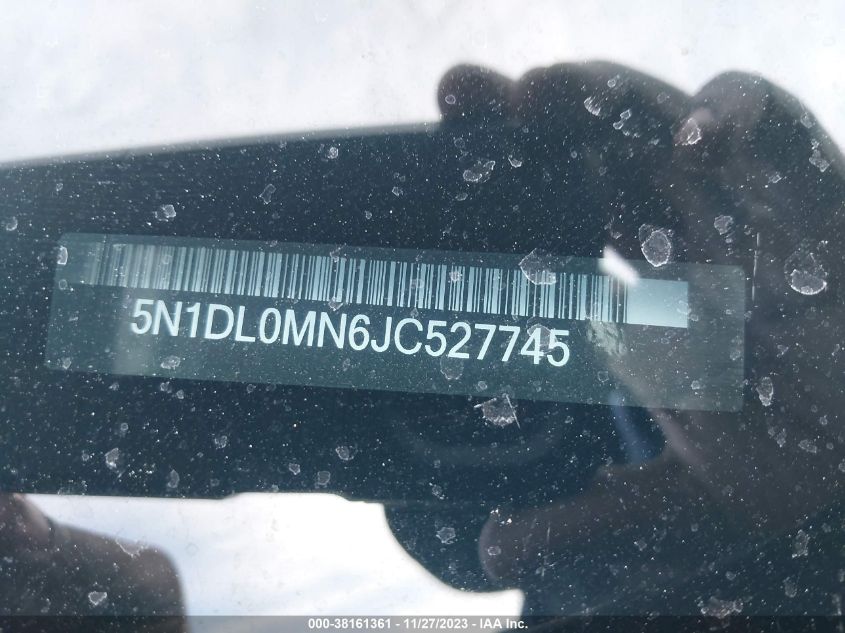 5N1DL0MN6JC527745
000-38161361 - 11/27/2023 - IAA Inc.